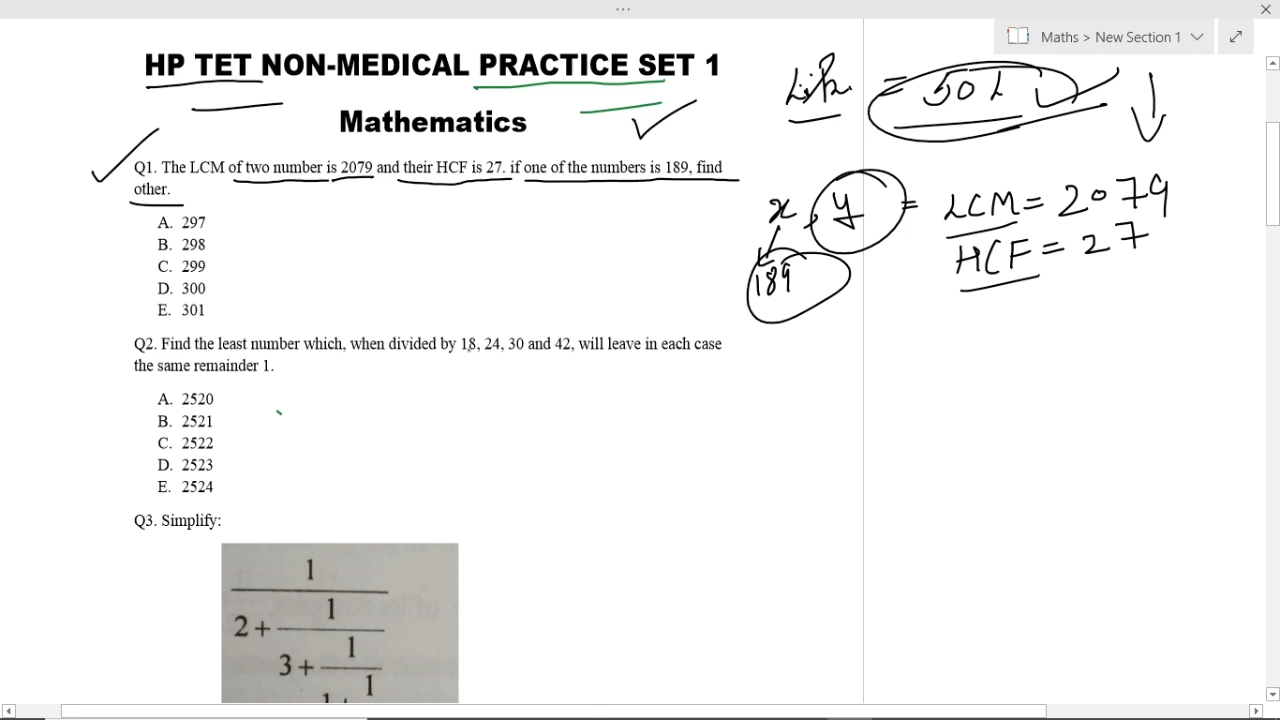 Maths > New Section 1
HP TET NON-MEDICAL PRACTICE SET 1
Mathematics
Q1. The LCM of two number is 2079 and their HCF is 27. if one of the numbers is 189, find
other.
A. 297
B. 298
C. 299
D. 300
E. 301
Q2. Find the least number which, when divided by 18, 24, 30 and 42, will leave in each case
the same remainder 1.
A. 2520
B. 2521
C. 2522
D. 2523
E. 2524
Q3. Simplify:
1
2+ 1
3+ 1
1
= 50
x, y = LCM = 2079
HCF = 27
189